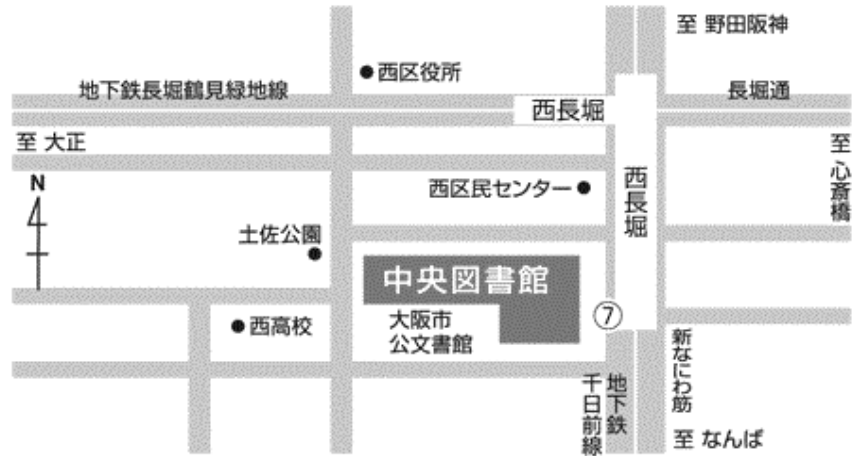 至 野田阪神
西区役所
地下鉄長堀鶴見緑地線
西長堀
長堀通
至 大正
至 心斎橋
N
西区民センター
西長堀
土佐公園
中央図書館
大阪市
公文書館
⑦
西高校
新なにわ筋
地下鉄
千日前線
至 なんば